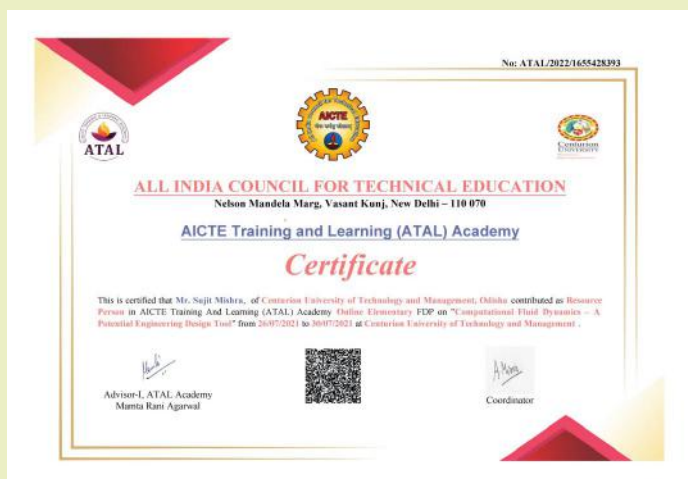 No: ATAL/2022/1655428393
ATAL
AICTE
Centurion
UNIVERSITY
ALL INDIA COUNCIL FOR TECHNICAL EDUCATION
Nelson Mandela Marg, Vasant Kunj, New Delhi – 110 070
AICTE Training and Learning (ATAL) Academy
Certificate
This is certified that Mr. Sujit Mishra, of Centurion University of Technology and Management, Odisha contributed as Resource
Person in AICTE Training And Learning (ATAL) Academy Online Elementary FDP on "Computational Fluid Dynamics – A
Potential Engineering Design Tool" from 26/07/2021 to 30/07/2021 at Centurion University of Technology and Management .
Advisor-I, ATAL Academy
Mamta Rani Agarwal
Coordinator